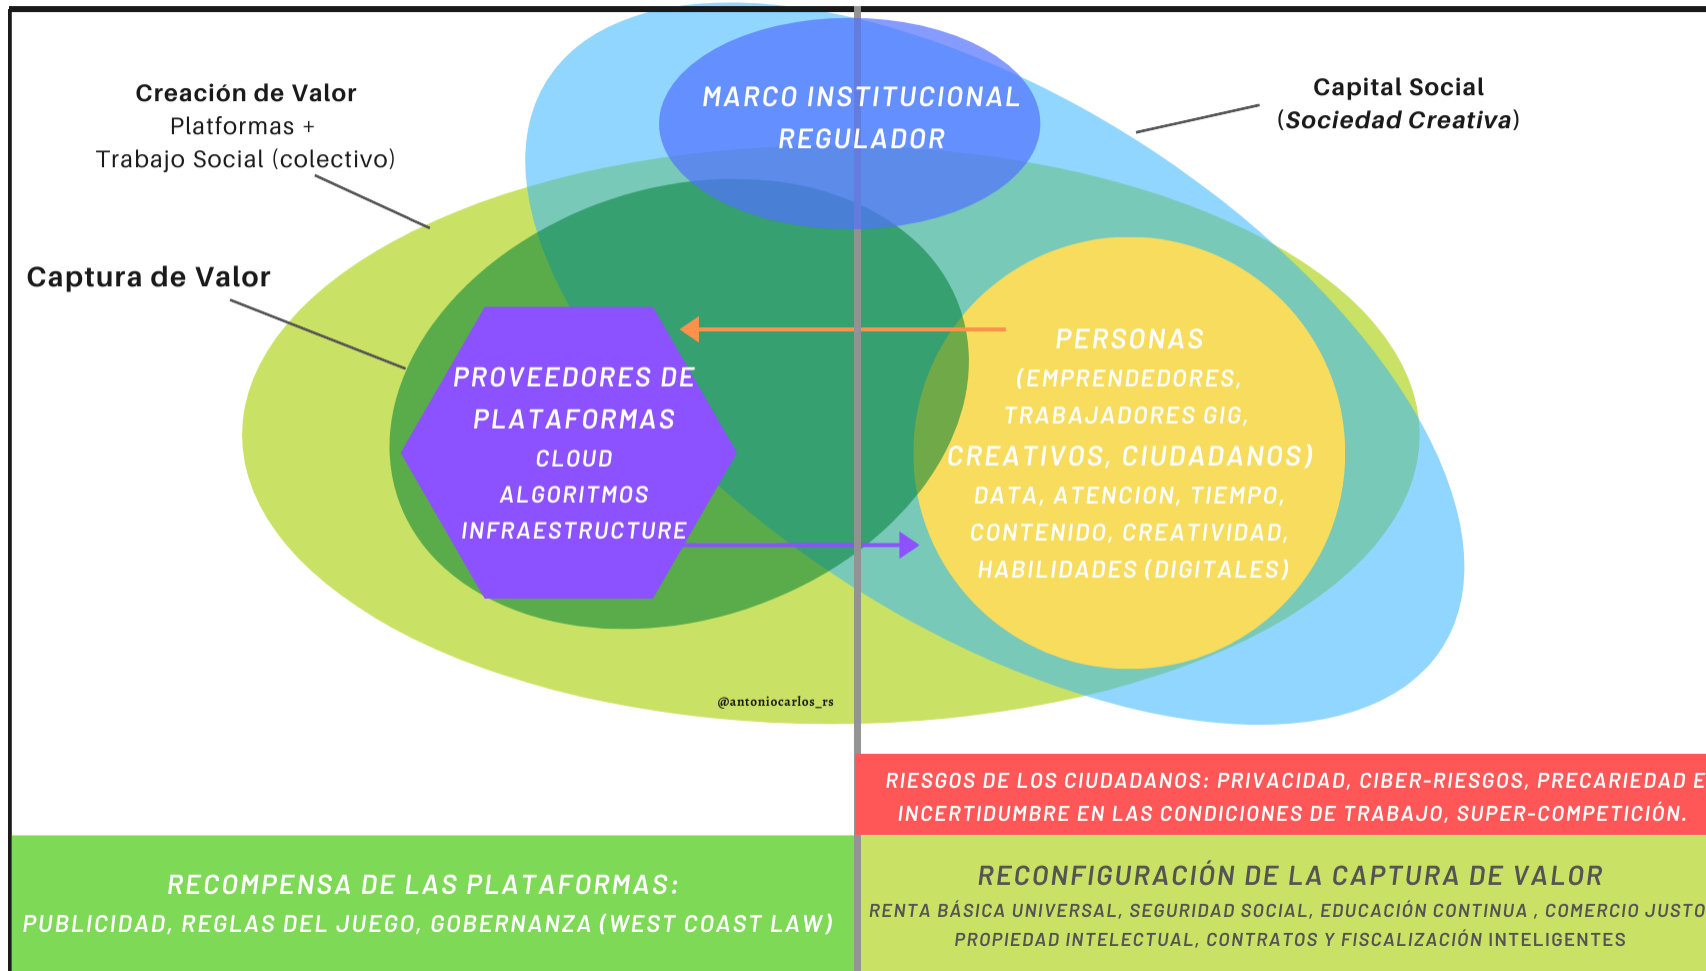 MARCO INSTITUCIONAL
REGULADOR
Creación de Valor
Platformas +
Trabajo Social (colectivo)
Capital Social
(Sociedad Creativa)
Captura de Valor
PROVEEDORES DE
PLATAFORMAS
CLOUD
ALGORITMOS
INFRAESTRUCTURE
PERSONAS
(EMPRENDEDORES,
TRABAJADORES GIG,
CREATIVOS, CIUDADANOS)
DATA, ATENCION, TIEMPO,
CONTENIDO, CREATIVIDAD,
HABILIDADES (DIGITALES)
@antoniocarlos_rs
RIESGOS DE LOS CIUDADANOS: PRIVACIDAD, CIBER-RIESGOS, PRECARIEDAD E
INCERTIDUMBRE EN LAS CONDICIONES DE TRABAJO, SUPER-COMPETICIÓN.
RECOMPENSA DE LAS PLATAFORMAS:
PUBLICIDAD, REGLAS DEL JUEGO, GOBERNANZA (WEST COAST LAW)
RECONFIGURACIÓN DE LA CAPTURA DE VALOR
RENTA BÁSICA UNIVERSAL, SEGURIDAD SOCIAL, EDUCACIÓN CONTINUA , COMERCIO JUSTO
PROPIEDAD INTELECTUAL, CONTRATOS Y FISCALIZACIÓN INTELIGENTES